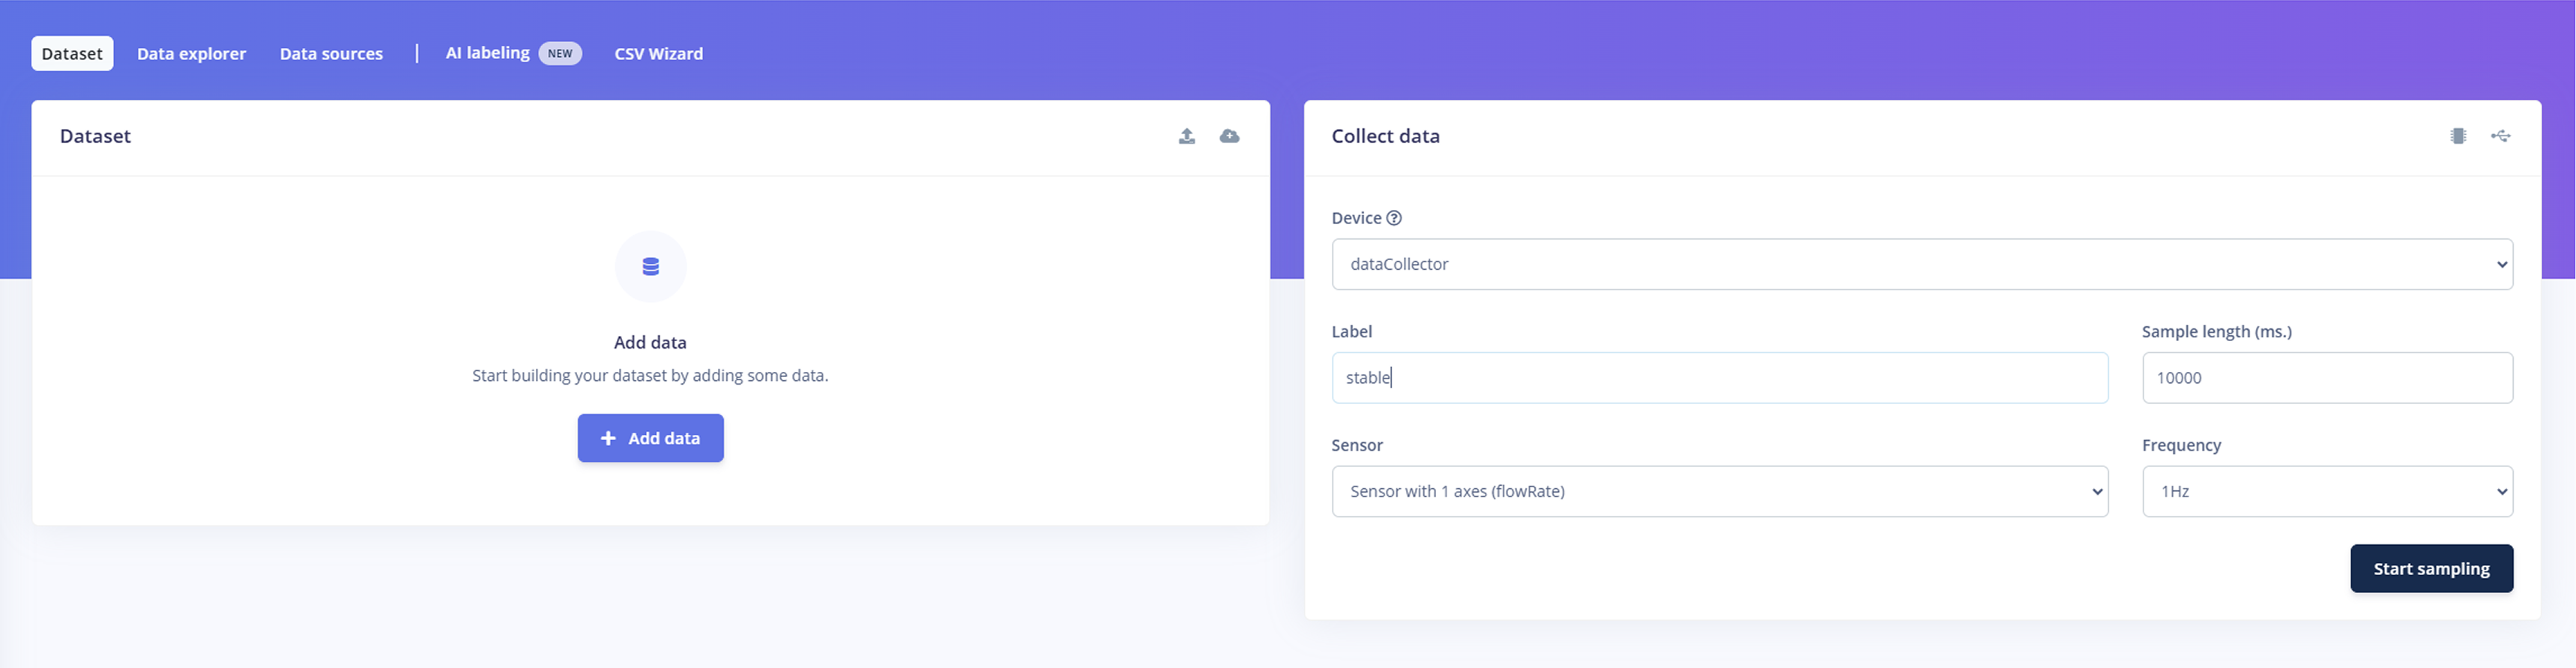 Dataset Data explorer Data sources | AI labeling NEW CSV Wizard
Dataset
Add data
Start building your dataset by adding some data.
+ Add data
Collect data
Device ?
dataCollector
Label
stable
Sample length (ms.)
10000
Sensor
Sensor with 1 axes (flowRate)
Frequency
1Hz
Start sampling